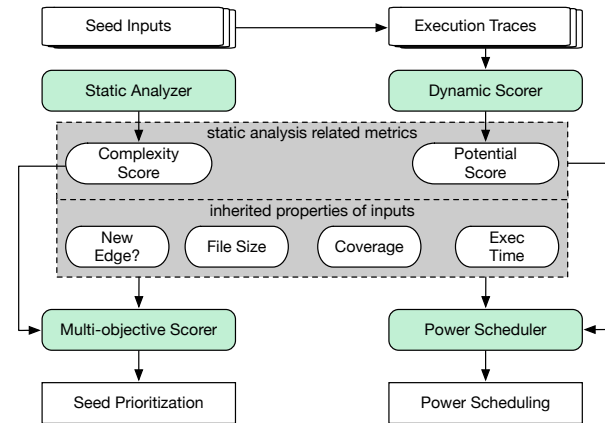 Seed Inputs
Execution Traces
Static Analyzer
Dynamic Scorer
static analysis related metrics
Complexity
Score
Potential
Score
inherited properties of inputs
New
Edge?
File Size
Coverage
Exec
Time
Multi-objective Scorer
Power Scheduler
Seed Prioritization
Power Scheduling